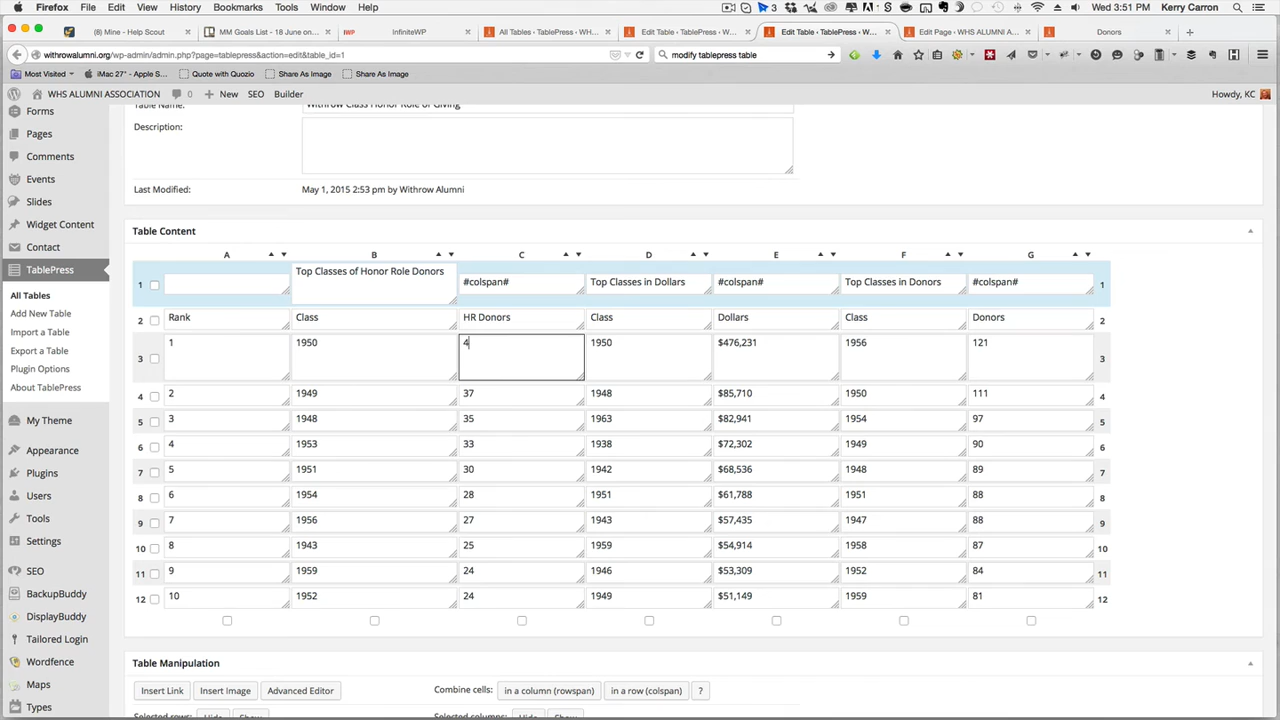 Firefox File Edit View History Bookmarks Tools Window Help 3 Wed 3:51 PM Kerry Carron
(8) Mine - Help Scout MM Goals List - 18 June on... IWP InfiniteWP All Tables ‹ TablePress ‹ WH... Edit Table ‹ TablePress ‹ W... Edit Table ‹ TablePress ‹ W... Edit Page ‹ WHS ALUMNI A... Donors
withrowalumni.org/wp-admin/admin.php?page=tablepress&action=edit&table_id=1 modify tablepress table
Most Visited iMac 27" - Apple S... Quote with Quozio Share As Image Share As Image
WHS ALUMNI ASSOCIATION 0 + New SEO Builder Howdy, KC
Forms
Pages
Comments
Events
Slides
Widget Content
Contact
TablePress
All Tables
Add New Table
Import a Table
Export a Table
Plugin Options
About TablePress
My Theme
Appearance
Plugins
Users
Tools
Settings
SEO
BackupBuddy
DisplayBuddy
Tailored Login
Wordfence
Maps
Types
Table Name: Withrow Class Honor Role of Giving
Description:
Last Modified: May 1, 2015 2:53 pm by Withrow Alumni
Table Content
A B C D E F G
1 Top Classes of Honor Role Donors #colspan# Top Classes in Dollars #colspan# Top Classes in Donors #colspan# 1
2 Rank Class HR Donors Class Dollars Class Donors 2
3 1 1950 4 1950 $476,231 1956 121 3
4 2 1949 37 1948 $85,710 1950 111 4
5 3 1948 35 1963 $82,941 1954 97 5
6 4 1953 33 1938 $72,302 1949 90 6
7 5 1951 30 1942 $68,536 1948 89 7
8 6 1954 28 1951 $61,788 1951 88 8
9 7 1956 27 1943 $57,435 1947 88 9
10 8 1943 25 1959 $54,914 1958 87 10
11 9 1959 24 1946 $53,309 1952 84 11
12 10 1952 24 1949 $51,149 1959 81 12
Table Manipulation
Insert Link Insert Image Advanced Editor Combine cells: in a column (rowspan) in a row (colspan) ?
Selected rows: Hide Show Selected columns: Hide Show